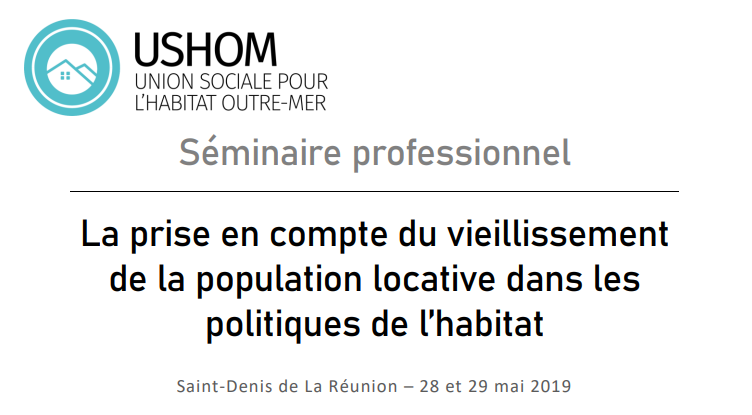 USHOM
UNION SOCIALE POUR
L'HABITAT OUTRE-MER
Séminaire professionnel
La prise en compte du vieillissement
de la population locative dans les
politiques de l'habitat
Saint-Denis de La Réunion – 28 et 29 mai 2019